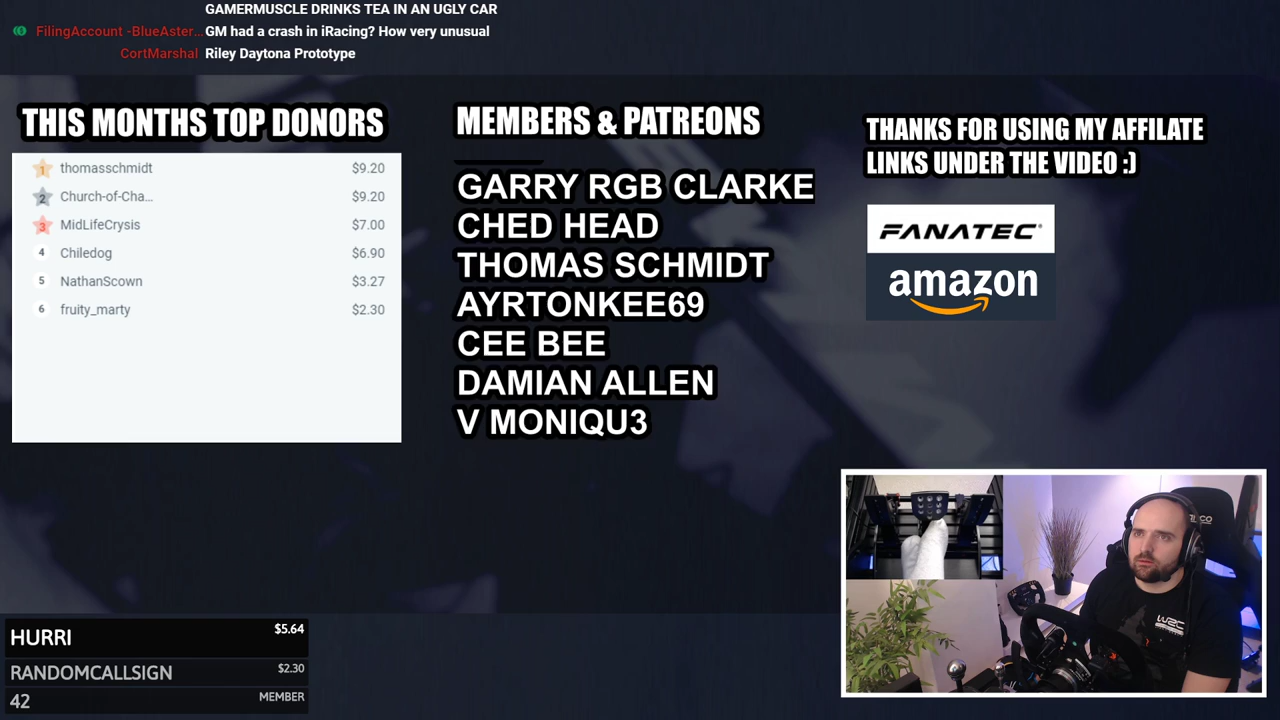 GAMERMUSCLE DRINKS TEA IN AN UGLY CAR
FilingAccount -BlueAster... GM had a crash in iRacing? How very unusual
CortMarshal Riley Daytona Prototype
THIS MONTHS TOP DONORS
1 thomasschmidt $9.20
2 Church-of-Cha... $9.20
3 MidLifeCrysis $7.00
4 Chiledog $6.90
5 NathanScown $3.27
6 fruity_marty $2.30
MEMBERS & PATREONS
GARRY RGB CLARKE
CHED HEAD
THOMAS SCHMIDT
AYRTONKEE69
CEE BEE
DAMIAN ALLEN
V MONIQU3
THANKS FOR USING MY AFFILATE
LINKS UNDER THE VIDEO :)
FANATEC
amazon
HURRI $5.64
RANDOMCALLSIGN $2.30
42 MEMBER
WRC